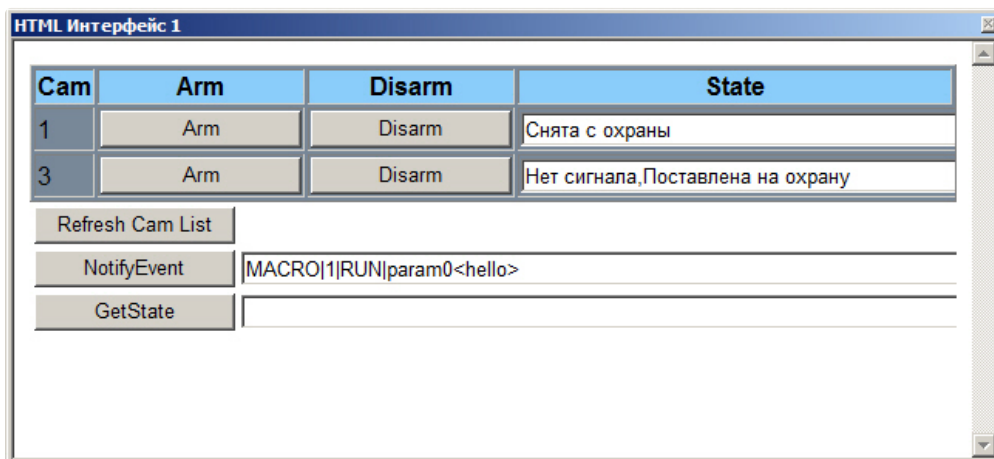 HTML Интерфейс 1
Cam Arm Disarm State
1 Arm Disarm Снята с охраны
3 Arm Disarm Нет сигнала,Поставлена на охрану
Refresh Cam List
NotifyEvent MACRO|1|RUN|param0<hello>
GetState